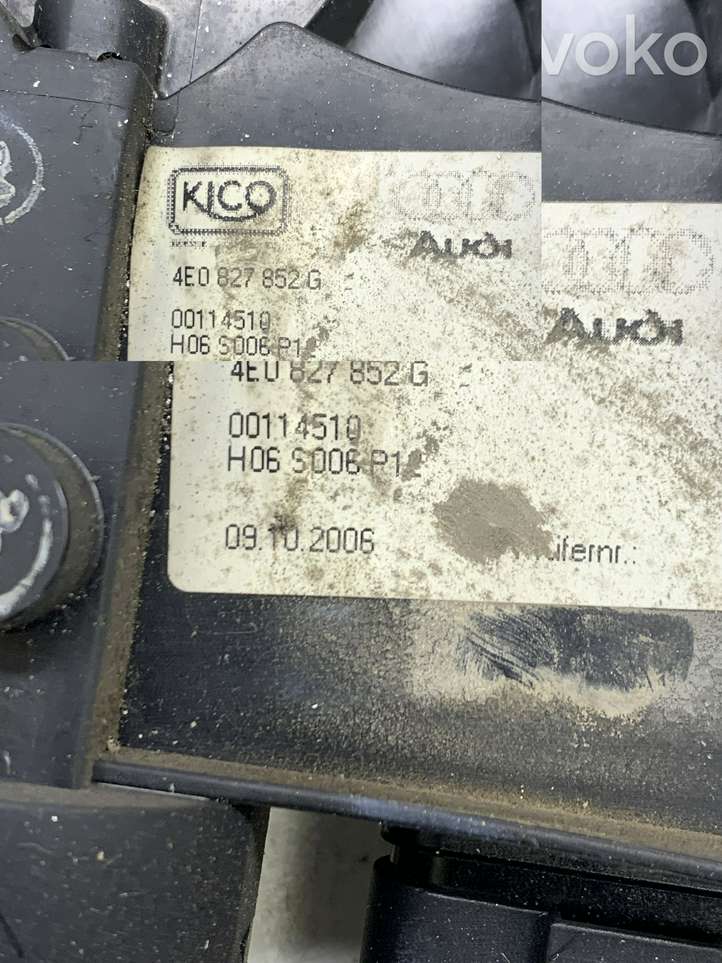 voko
KICO
AUDI
4E0 827 852 G
00114510
H06 S006 P1
AUDI
4E0 827 852 G
00114510
H06 S006 P1
09.10.2006
üfernr.: